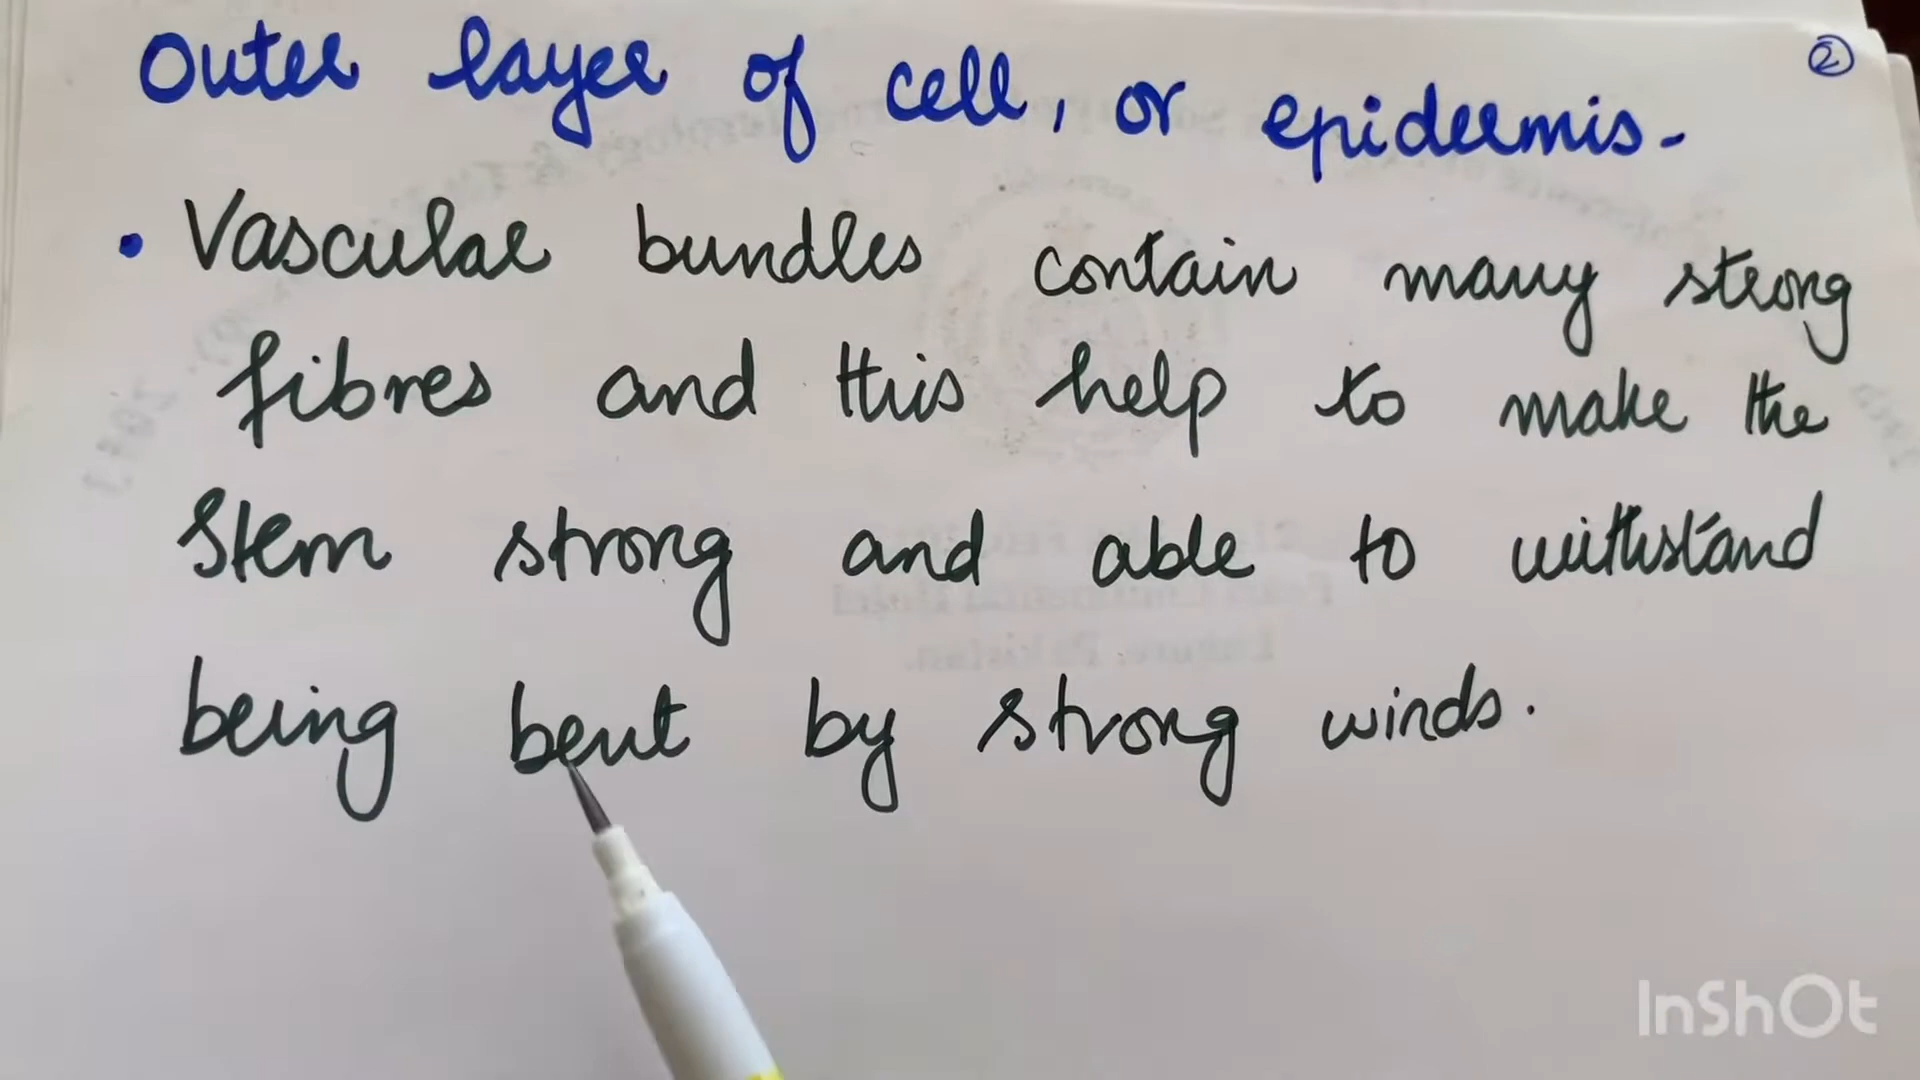 Outer layer of cell, or epidermis.
②
• Vascular bundles contain many strong
fibres and this help to make the
stem strong and able to withstand
being bent by strong winds.
InShOt